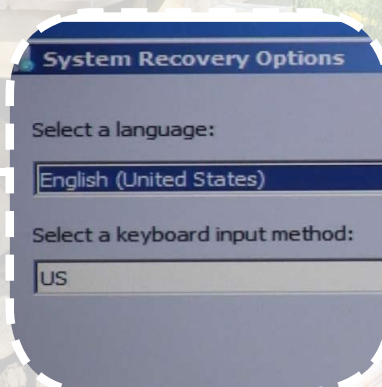 System Recovery Options
Select a language:
English (United States)
Select a keyboard input method:
US